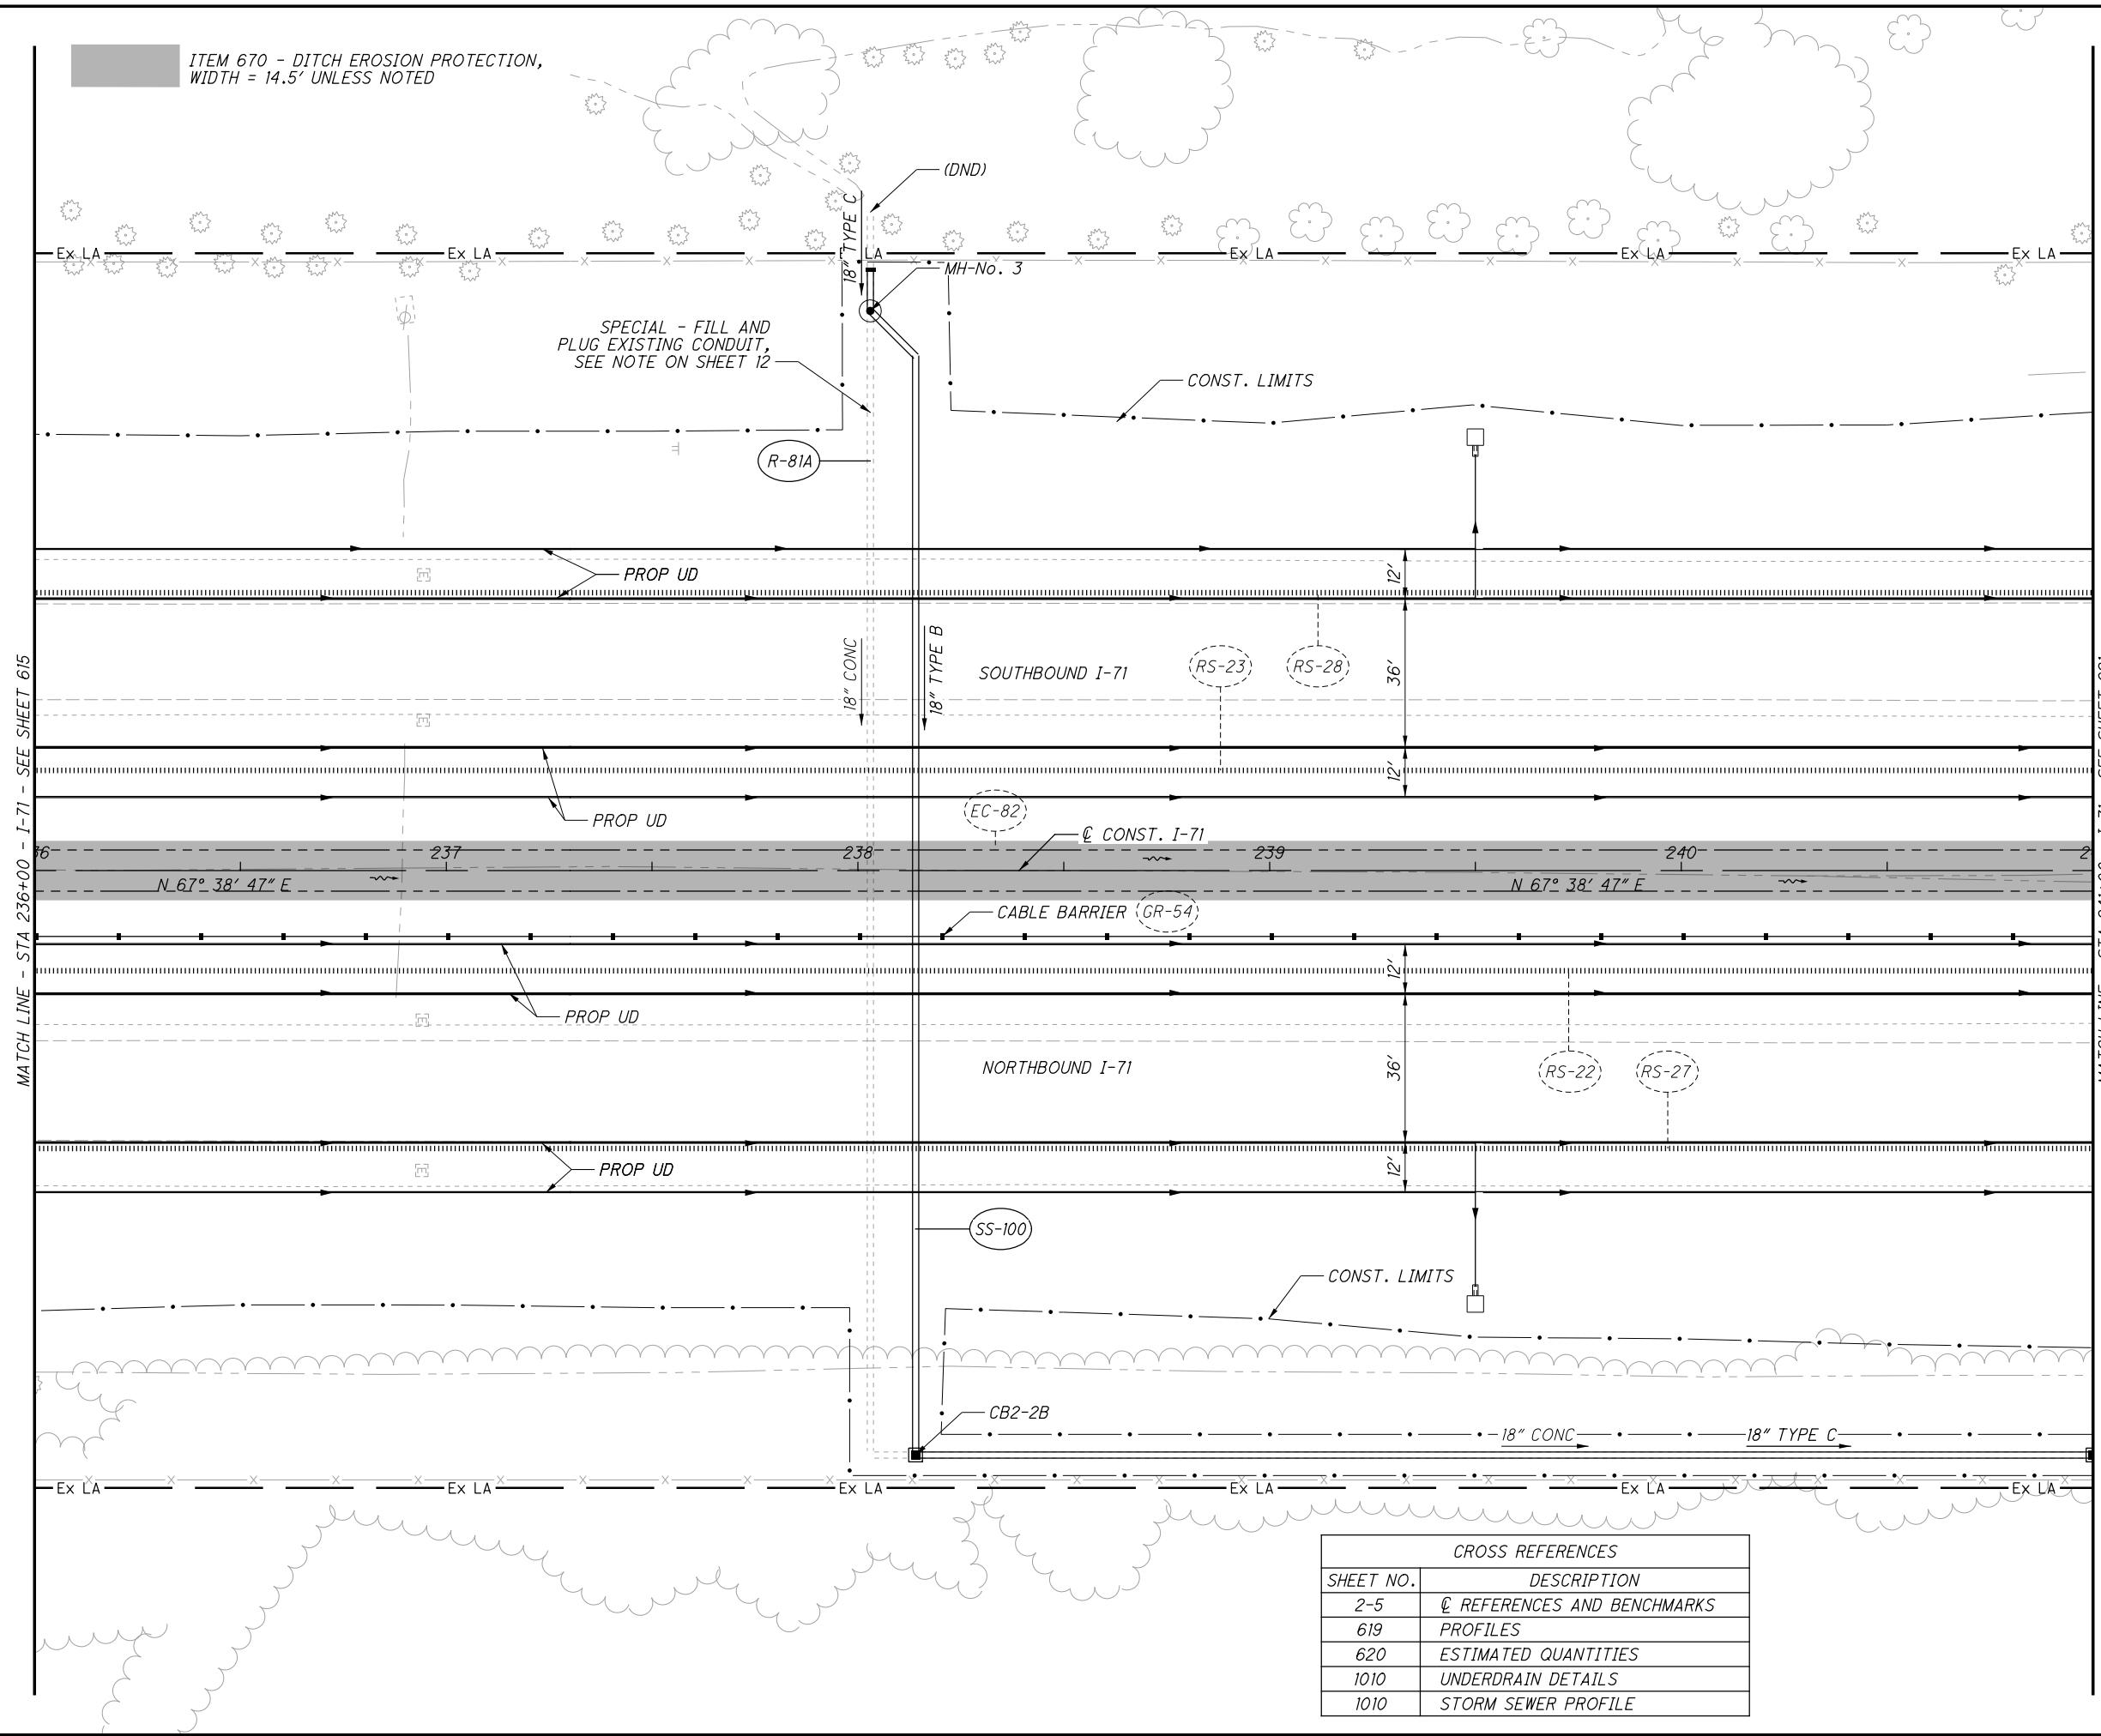 ITEM 670 - DITCH EROSION PROTECTION,
WIDTH = 14.5' UNLESS NOTED
(DND)
18" TYPE C
Ex LA
Ex LA
LA
Ex LA
Ex LA
Ex LA
MH-No. 3
SPECIAL - FILL AND
PLUG EXISTING CONDUIT,
SEE NOTE ON SHEET 12
CONST. LIMITS
R-81A
PROP UD
12'
MATCH LINE - STA 236+00 - I-71 - SEE SHEET 615
18" CONC
18" TYPE B
SOUTHBOUND I-71
RS-23
RS-28
36'
12'
PROP UD
EC-82
℄ CONST. I-71
36
237
238
239
240
2
N 67° 38' 47" E
N 67° 38' 47" E
CABLE BARRIER
GR-54
12'
PROP UD
NORTHBOUND I-71
36'
RS-22
RS-27
PROP UD
12'
SS-100
CONST. LIMITS
CB2-2B
18" CONC
18" TYPE C
Ex LA
Ex LA
Ex LA
Ex LA
Ex LA
Ex LA
CROSS REFERENCES
SHEET NO. DESCRIPTION
2-5 ℄ REFERENCES AND BENCHMARKS
619 PROFILES
620 ESTIMATED QUANTITIES
1010 UNDERDRAIN DETAILS
1010 STORM SEWER PROFILE